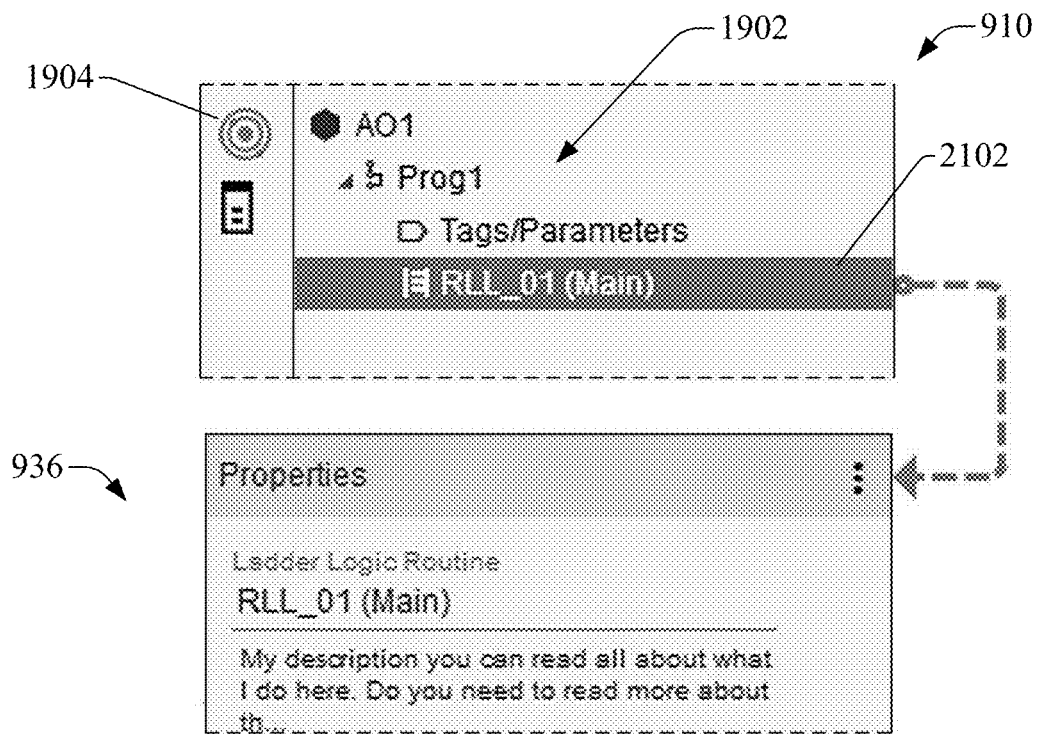 1902
910
1904
AO1
Prog1
2102
Tags/Parameters
RLL_01 (Main)
936
Properties
Ladder Logic Routine
RLL_01 (Main)
My description you can read all about what
I do here. Do you need to read more about
th...